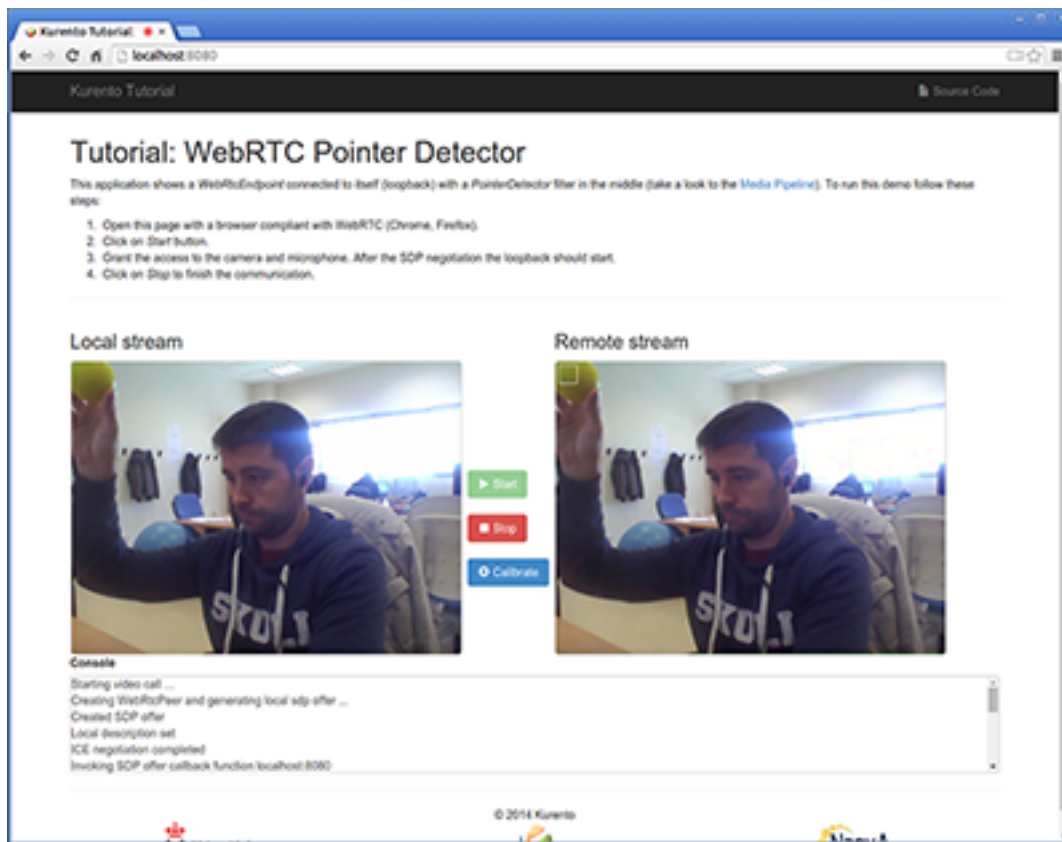 Kurento Tutorial
localhost:8080
Kurento Tutorial
Source Code
Tutorial: WebRTC Pointer Detector
This application shows a WebRtcEndpoint connected to itself (loopback) with a PointerDetector filter in the middle (take a look to the Media Pipeline). To run this demo follow these
steps:
1. Open this page with a browser compliant with WebRTC (Chrome, Firefox).
2. Click on Start button.
3. Grant the access to the camera and microphone. After the SDP negotiation the loopback should start.
4. Click on Stop to finish the communication.
Local stream
Remote stream
Start
Stop
Calibrate
Console
Starting video call ...
Creating WebRtcPeer and generating local sdp offer ...
Created SDP offer
Local description set
ICE negotiation completed
Invoking SDP offer callback function localhost:8080
© 2014 Kurento